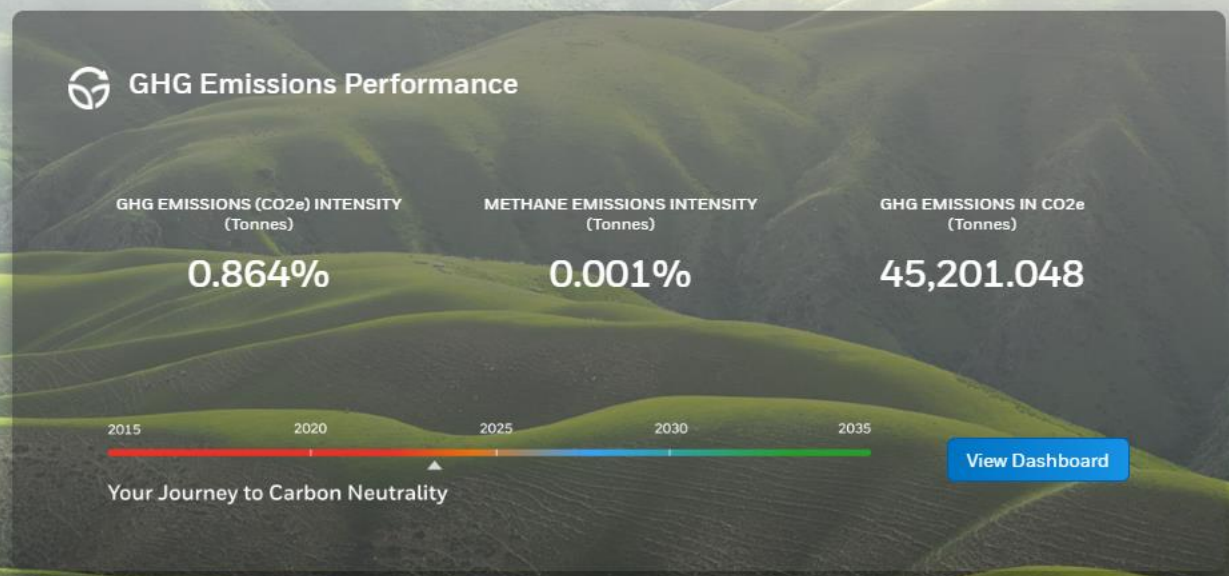 GHG Emissions Performance
GHG EMISSIONS (CO2e) INTENSITY
(Tonnes)
0.864%
METHANE EMISSIONS INTENSITY
(Tonnes)
0.001%
GHG EMISSIONS IN CO2e
(Tonnes)
45,201.048
2015 2020 2025 2030 2035
Your Journey to Carbon Neutrality
View Dashboard